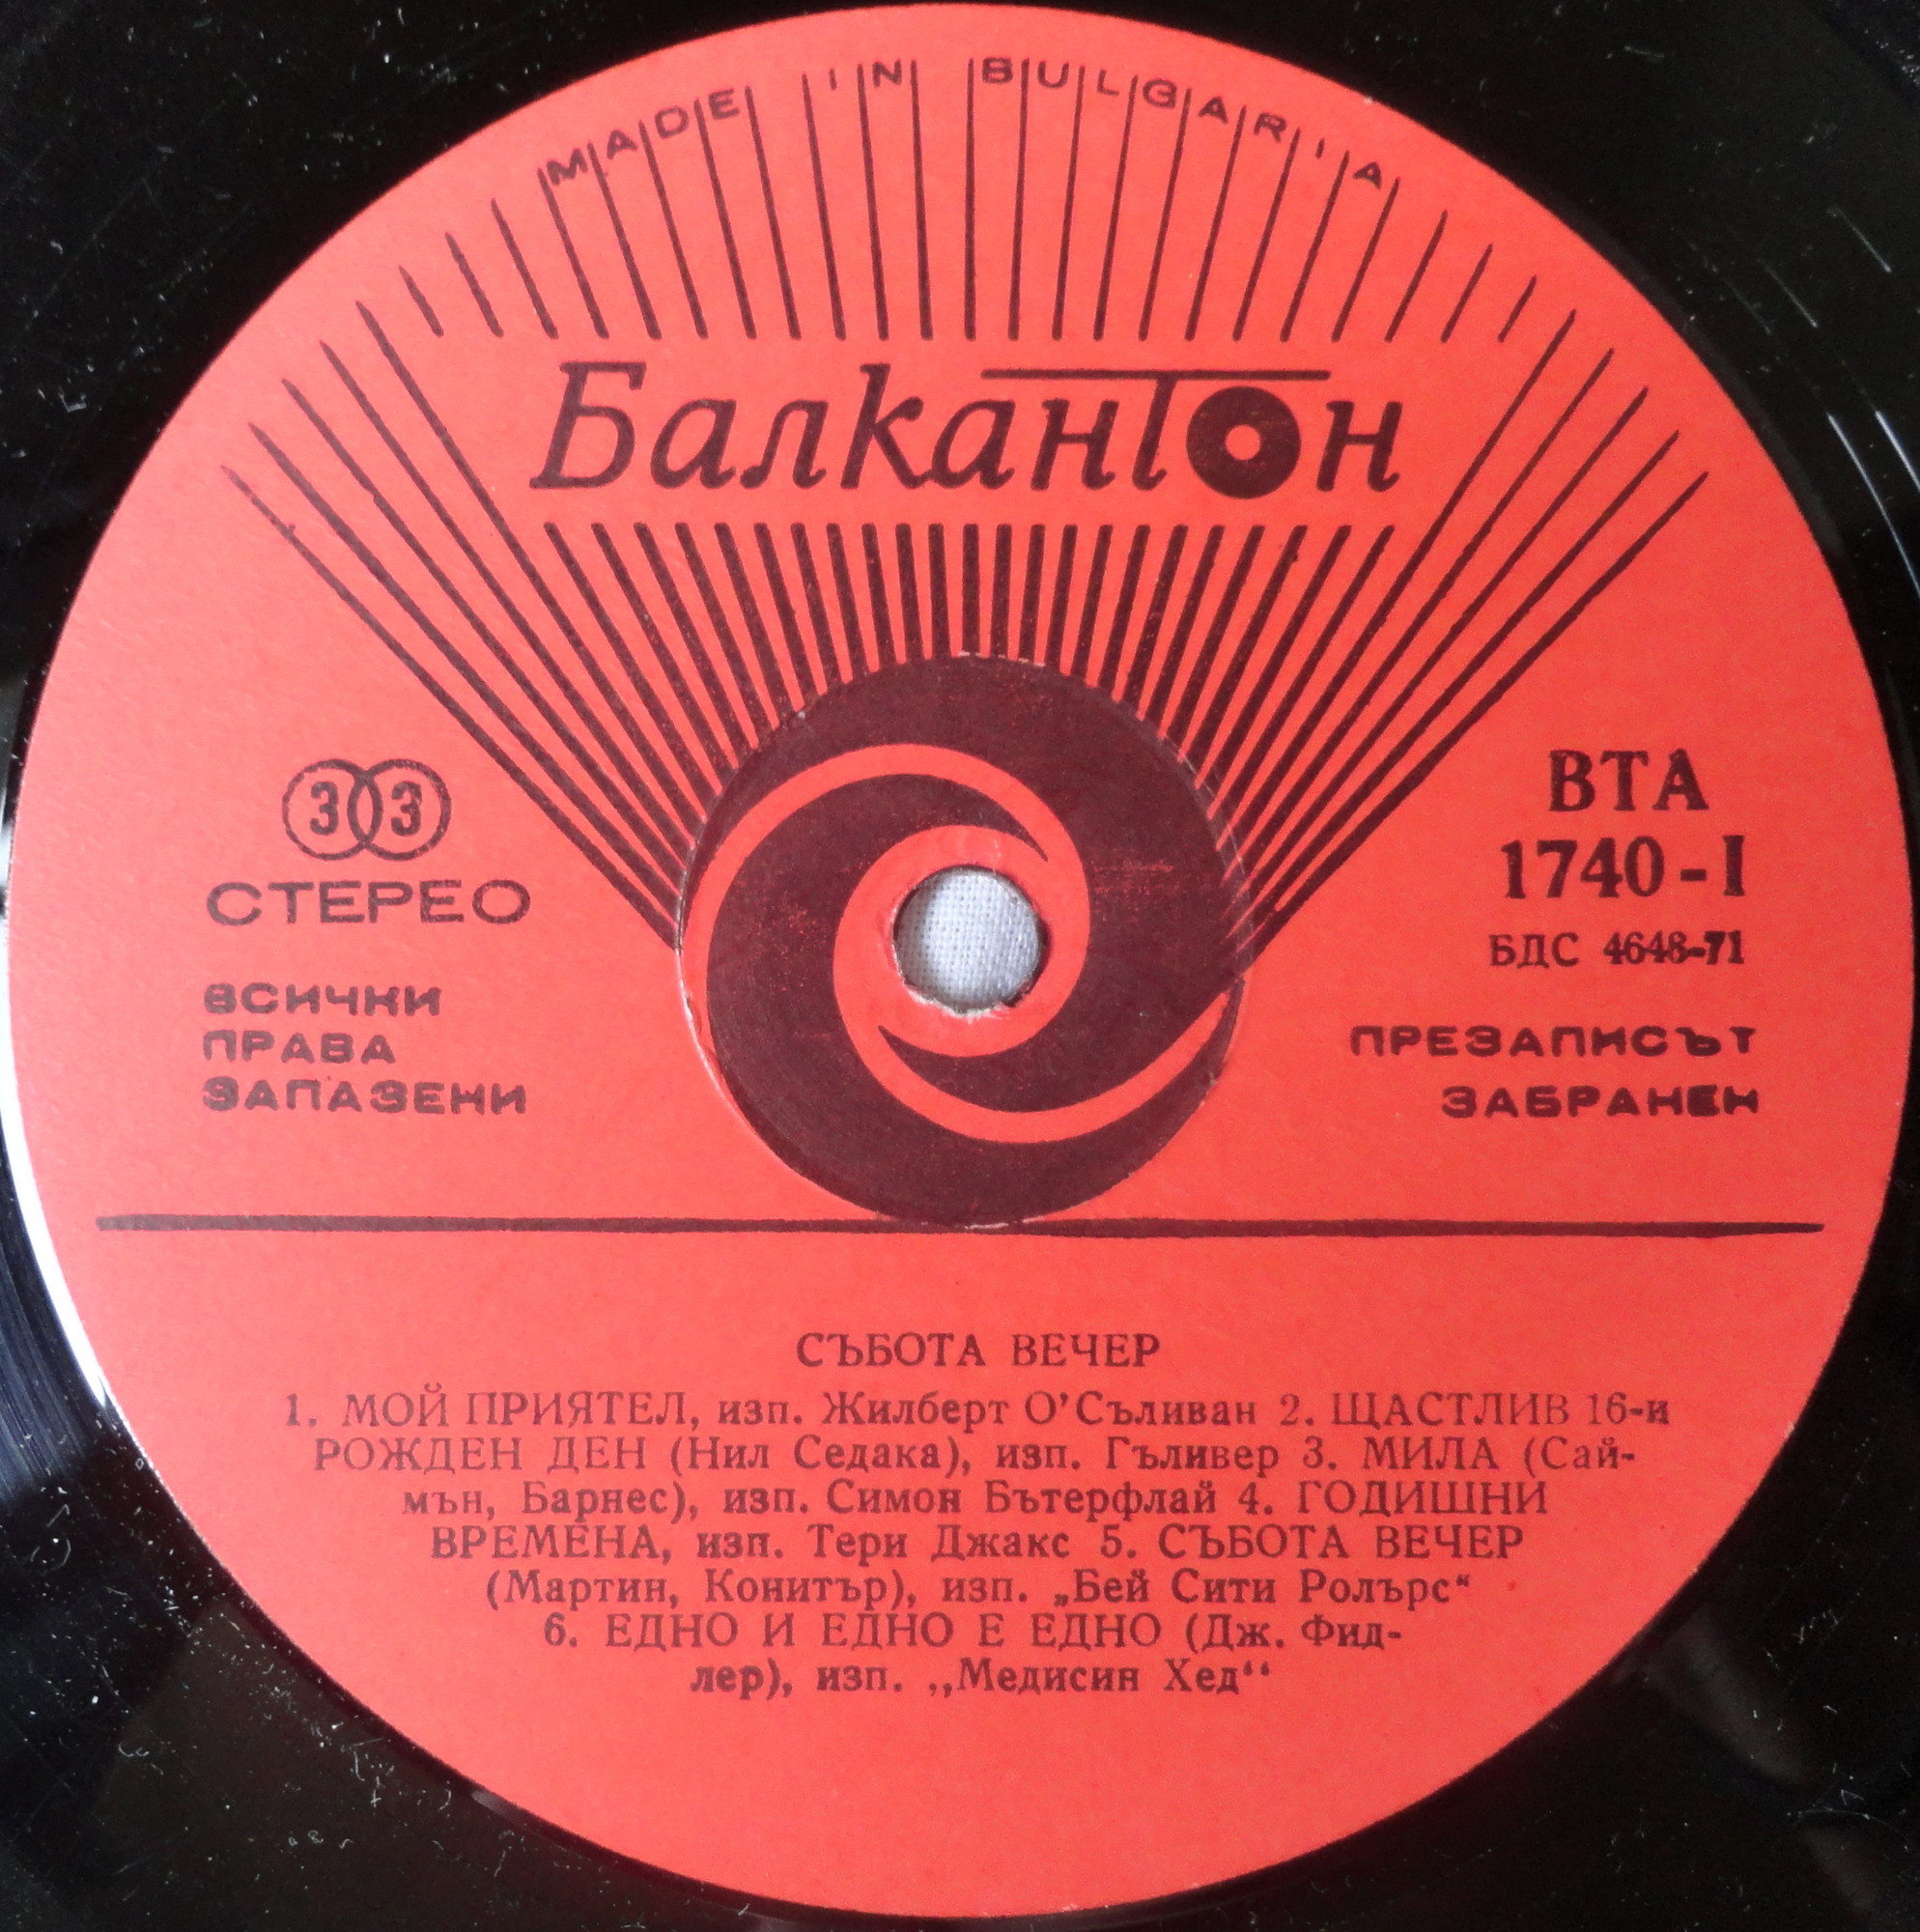 MADE IN BULGARIA
Балкантон
33
СТЕРЕО
ВСИЧКИ
ПРАВА
ЗАПАЗЕНИ
ВТА
1740-I
БДС 4648-71
ПРЕЗАПИСЪТ
ЗАБРАНЕН
СЪБОТА ВЕЧЕР
1. МОЙ ПРИЯТЕЛ, изп. Жилберт О'Съливан 2. ЩАСТЛИВ 16-и
РОЖДЕН ДЕН (Нил Седака), изп. Гъливер 3. МИЛА (Сай-
мън, Барнес), изп. Симон Бътерфлай 4. ГОДИШНИ
ВРЕМЕНА, изп. Тери Джакс 5. СЪБОТА ВЕЧЕР
(Мартин, Конитър), изп. „Бей Сити Ролърс“
6. ЕДНО И ЕДНО Е ЕДНО (Дж. Фид-
лер), изп. „Медисин Хед“